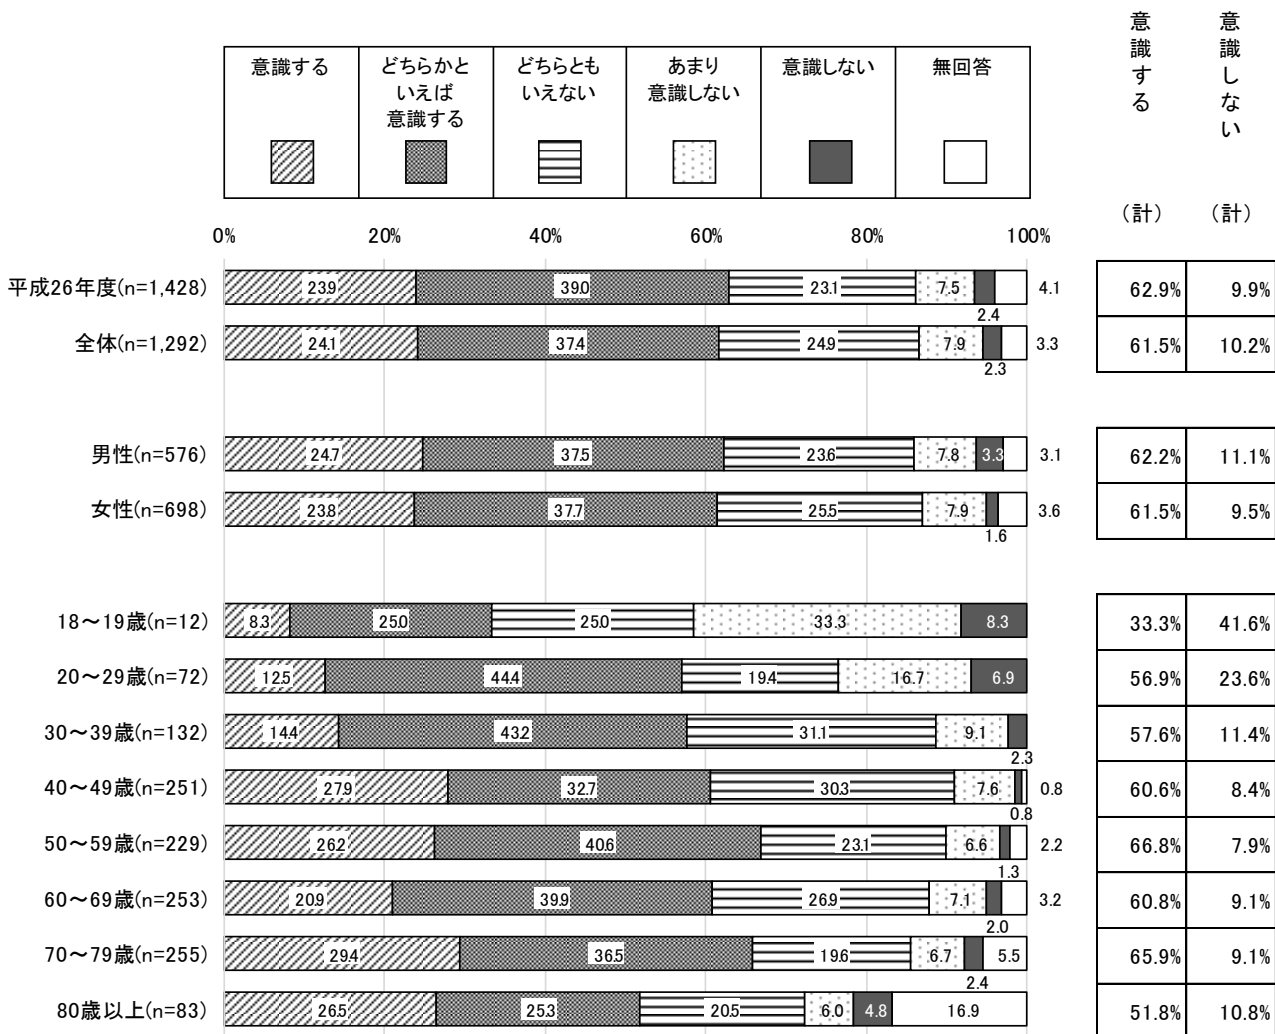 意識する
意識しない
意識する
どちらかと
いえば
意識する
どちらとも
いえない
あまり
意識しない
意識しない
無回答
(計) (計)
0% 20% 40% 60% 80% 100%
平成26年度(n=1,428) 23.9 39.0 23.1 7.5 2.4 4.1 62.9% 9.9%
全体(n=1,292) 24.1 37.4 24.9 7.9 2.3 3.3 61.5% 10.2%
男性(n=576) 24.7 37.5 23.6 7.8 3.3 3.1 62.2% 11.1%
女性(n=698) 23.8 37.7 25.5 7.9 1.6 3.6 61.5% 9.5%
18～19歳(n=12) 8.3 25.0 25.0 33.3 8.3 33.3% 41.6%
20～29歳(n=72) 12.5 44.4 19.4 16.7 6.9 56.9% 23.6%
30～39歳(n=132) 14.4 43.2 31.1 9.1 2.3 57.6% 11.4%
40～49歳(n=251) 27.9 32.7 30.3 7.6 0.8 0.8 60.6% 8.4%
50～59歳(n=229) 26.2 40.6 23.1 6.6 1.3 2.2 66.8% 7.9%
60～69歳(n=253) 20.9 39.9 26.9 7.1 2.0 3.2 60.8% 9.1%
70～79歳(n=255) 29.4 36.5 19.6 6.7 2.4 5.5 65.9% 9.1%
80歳以上(n=83) 26.5 25.3 20.5 6.0 4.8 16.9 51.8% 10.8%